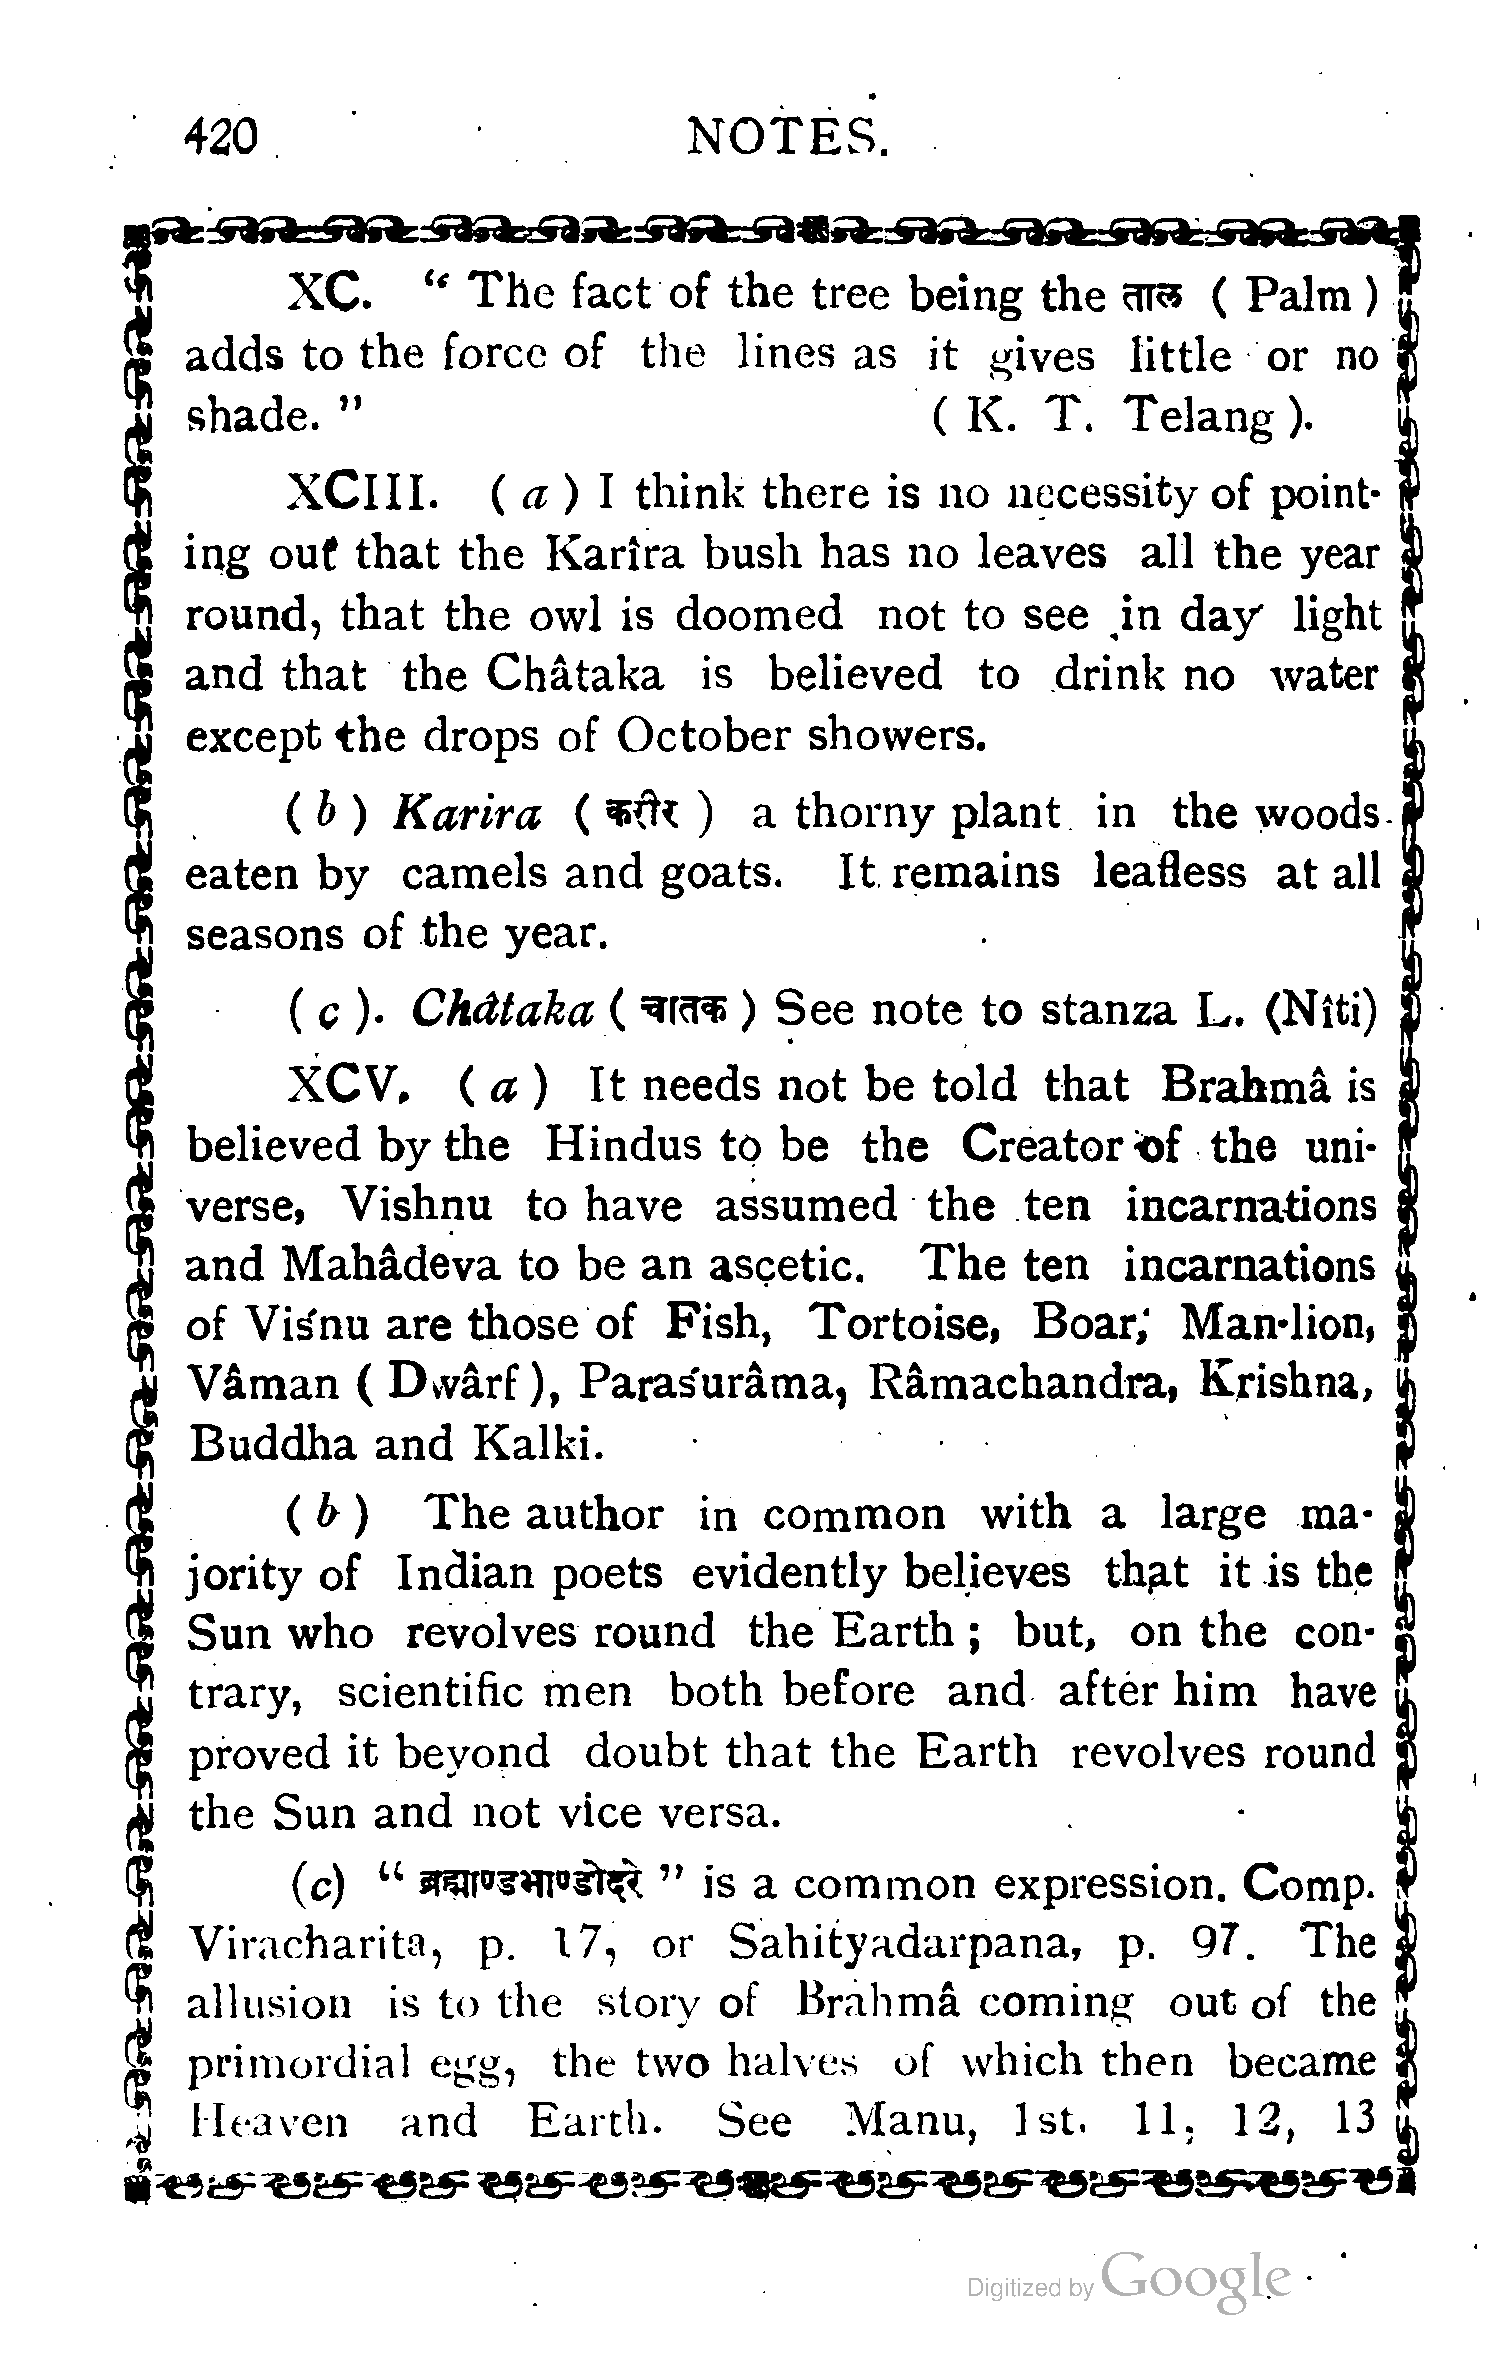 420 NOTES.
XC. “ The fact of the tree being the ताल ( Palm )
adds to the force of the lines as it gives little or no
shade. ” ( K. T. Telang ).
XCIII. ( a ) I think there is no necessity of point-
ing out that the Karîra bush has no leaves all the year
round, that the owl is doomed not to see in day light
and that the Châtaka is believed to drink no water
except the drops of October showers.
( b ) Karira ( करीर ) a thorny plant in the woods
eaten by camels and goats. It remains leafless at all
seasons of the year.
( c ). Châtaka ( चातक ) See note to stanza L. (Nîti)
XCV. ( a ) It needs not be told that Brahmâ is
believed by the Hindus to be the Creator of the uni-
verse, Vishnu to have assumed the ten incarnations
and Mahâdeva to be an ascetic. The ten incarnations
of Viśnu are those of Fish, Tortoise, Boar, Man-lion,
Vâman ( Dwârf ), Paraśurâma, Râmachandra, Krishna,
Buddha and Kalki.
( b ) The author in common with a large ma-
jority of Indian poets evidently believes that it is the
Sun who revolves round the Earth ; but, on the con-
trary, scientific men both before and after him have
proved it beyond doubt that the Earth revolves round
the Sun and not vice versa.
(c) “ ब्रह्माण्डभाण्डोदरे ” is a common expression. Comp.
Viracharita, p. 17, or Sahityadarpana, p. 97. The
allusion is to the story of Brahmâ coming out of the
primordial egg, the two halves of which then became
Heaven and Earth. See Manu, 1st. 11, 12, 13
Digitized by Google